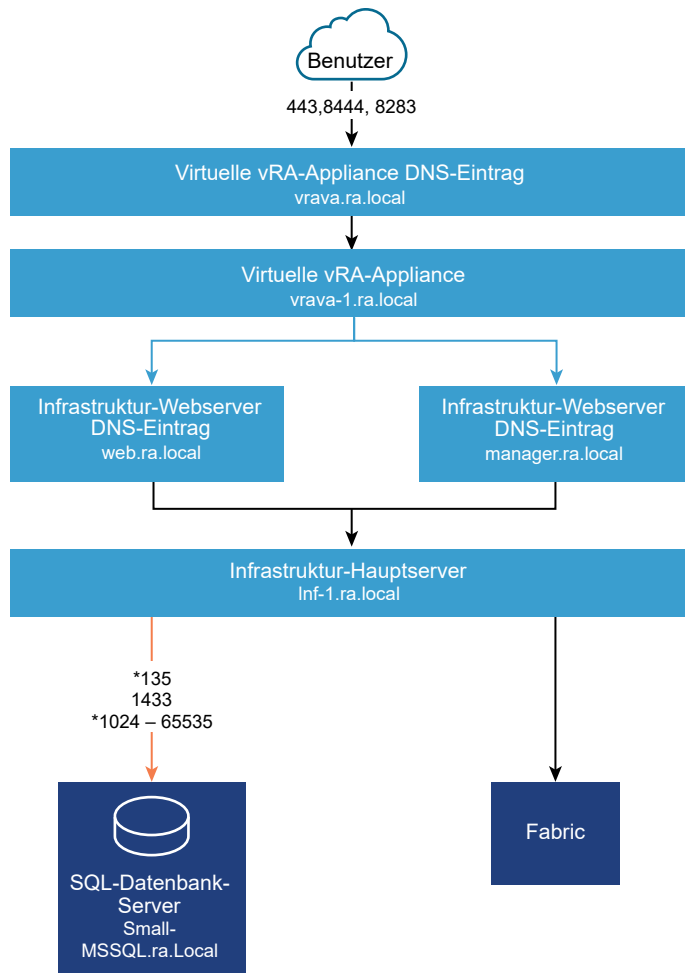 Benutzer
443,8444, 8283
Virtuelle vRA-Appliance DNS-Eintrag
vrava.ra.local
Virtuelle vRA-Appliance
vrava-1.ra.local
Infrastruktur-Webserver
DNS-Eintrag
web.ra.local
Infrastruktur-Webserver
DNS-Eintrag
manager.ra.local
Infrastruktur-Hauptserver
Inf-1.ra.local
*135
1433
*1024 – 65535
SQL-Datenbank-
Server
Small-
MSSQL.ra.Local
Fabric